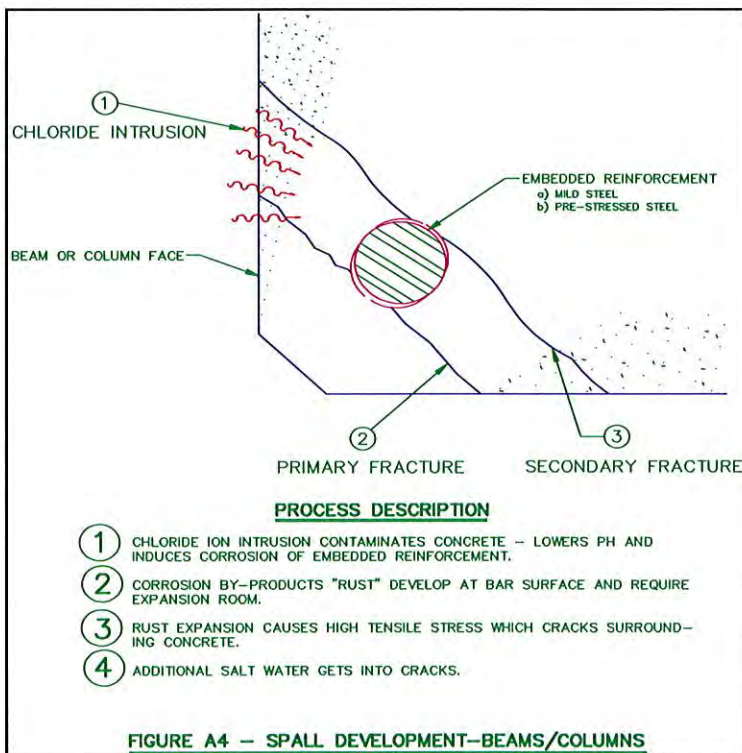 1
CHLORIDE INTRUSION
EMBEDDED REINFORCEMENT
a) MILD STEEL
b) PRE-STRESSED STEEL
BEAM OR COLUMN FACE
2
PRIMARY FRACTURE
3
SECONDARY FRACTURE
PROCESS DESCRIPTION
1 CHLORIDE ION INTRUSION CONTAMINATES CONCRETE - LOWERS PH AND
INDUCES CORROSION OF EMBEDDED REINFORCEMENT.
2 CORROSION BY-PRODUCTS "RUST" DEVELOP AT BAR SURFACE AND REQUIRE
EXPANSION ROOM.
3 RUST EXPANSION CAUSES HIGH TENSILE STRESS WHICH CRACKS SURROUND-
ING CONCRETE.
4 ADDITIONAL SALT WATER GETS INTO CRACKS.
FIGURE A4 - SPALL DEVELOPMENT-BEAMS/COLUMNS